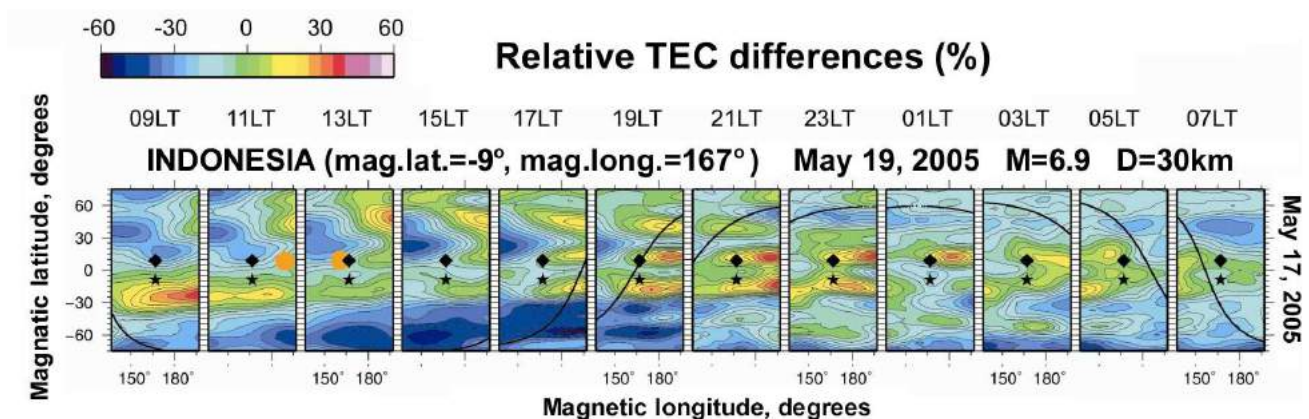 -60 -30 0 30 60
Relative TEC differences (%)
09LT 11LT 13LT 15LT 17LT 19LT 21LT 23LT 01LT 03LT 05LT 07LT
INDONESIA (mag.lat.=-9°, mag.long.=167°) May 19, 2005 M=6.9 D=30km
Magnatic latitude, degrees
60
30
0
-30
-60
May 17, 2005
150° 180° 150° 180° 150° 180° 150° 180° 150° 180° 150° 180°
Magnetic longitude, degrees